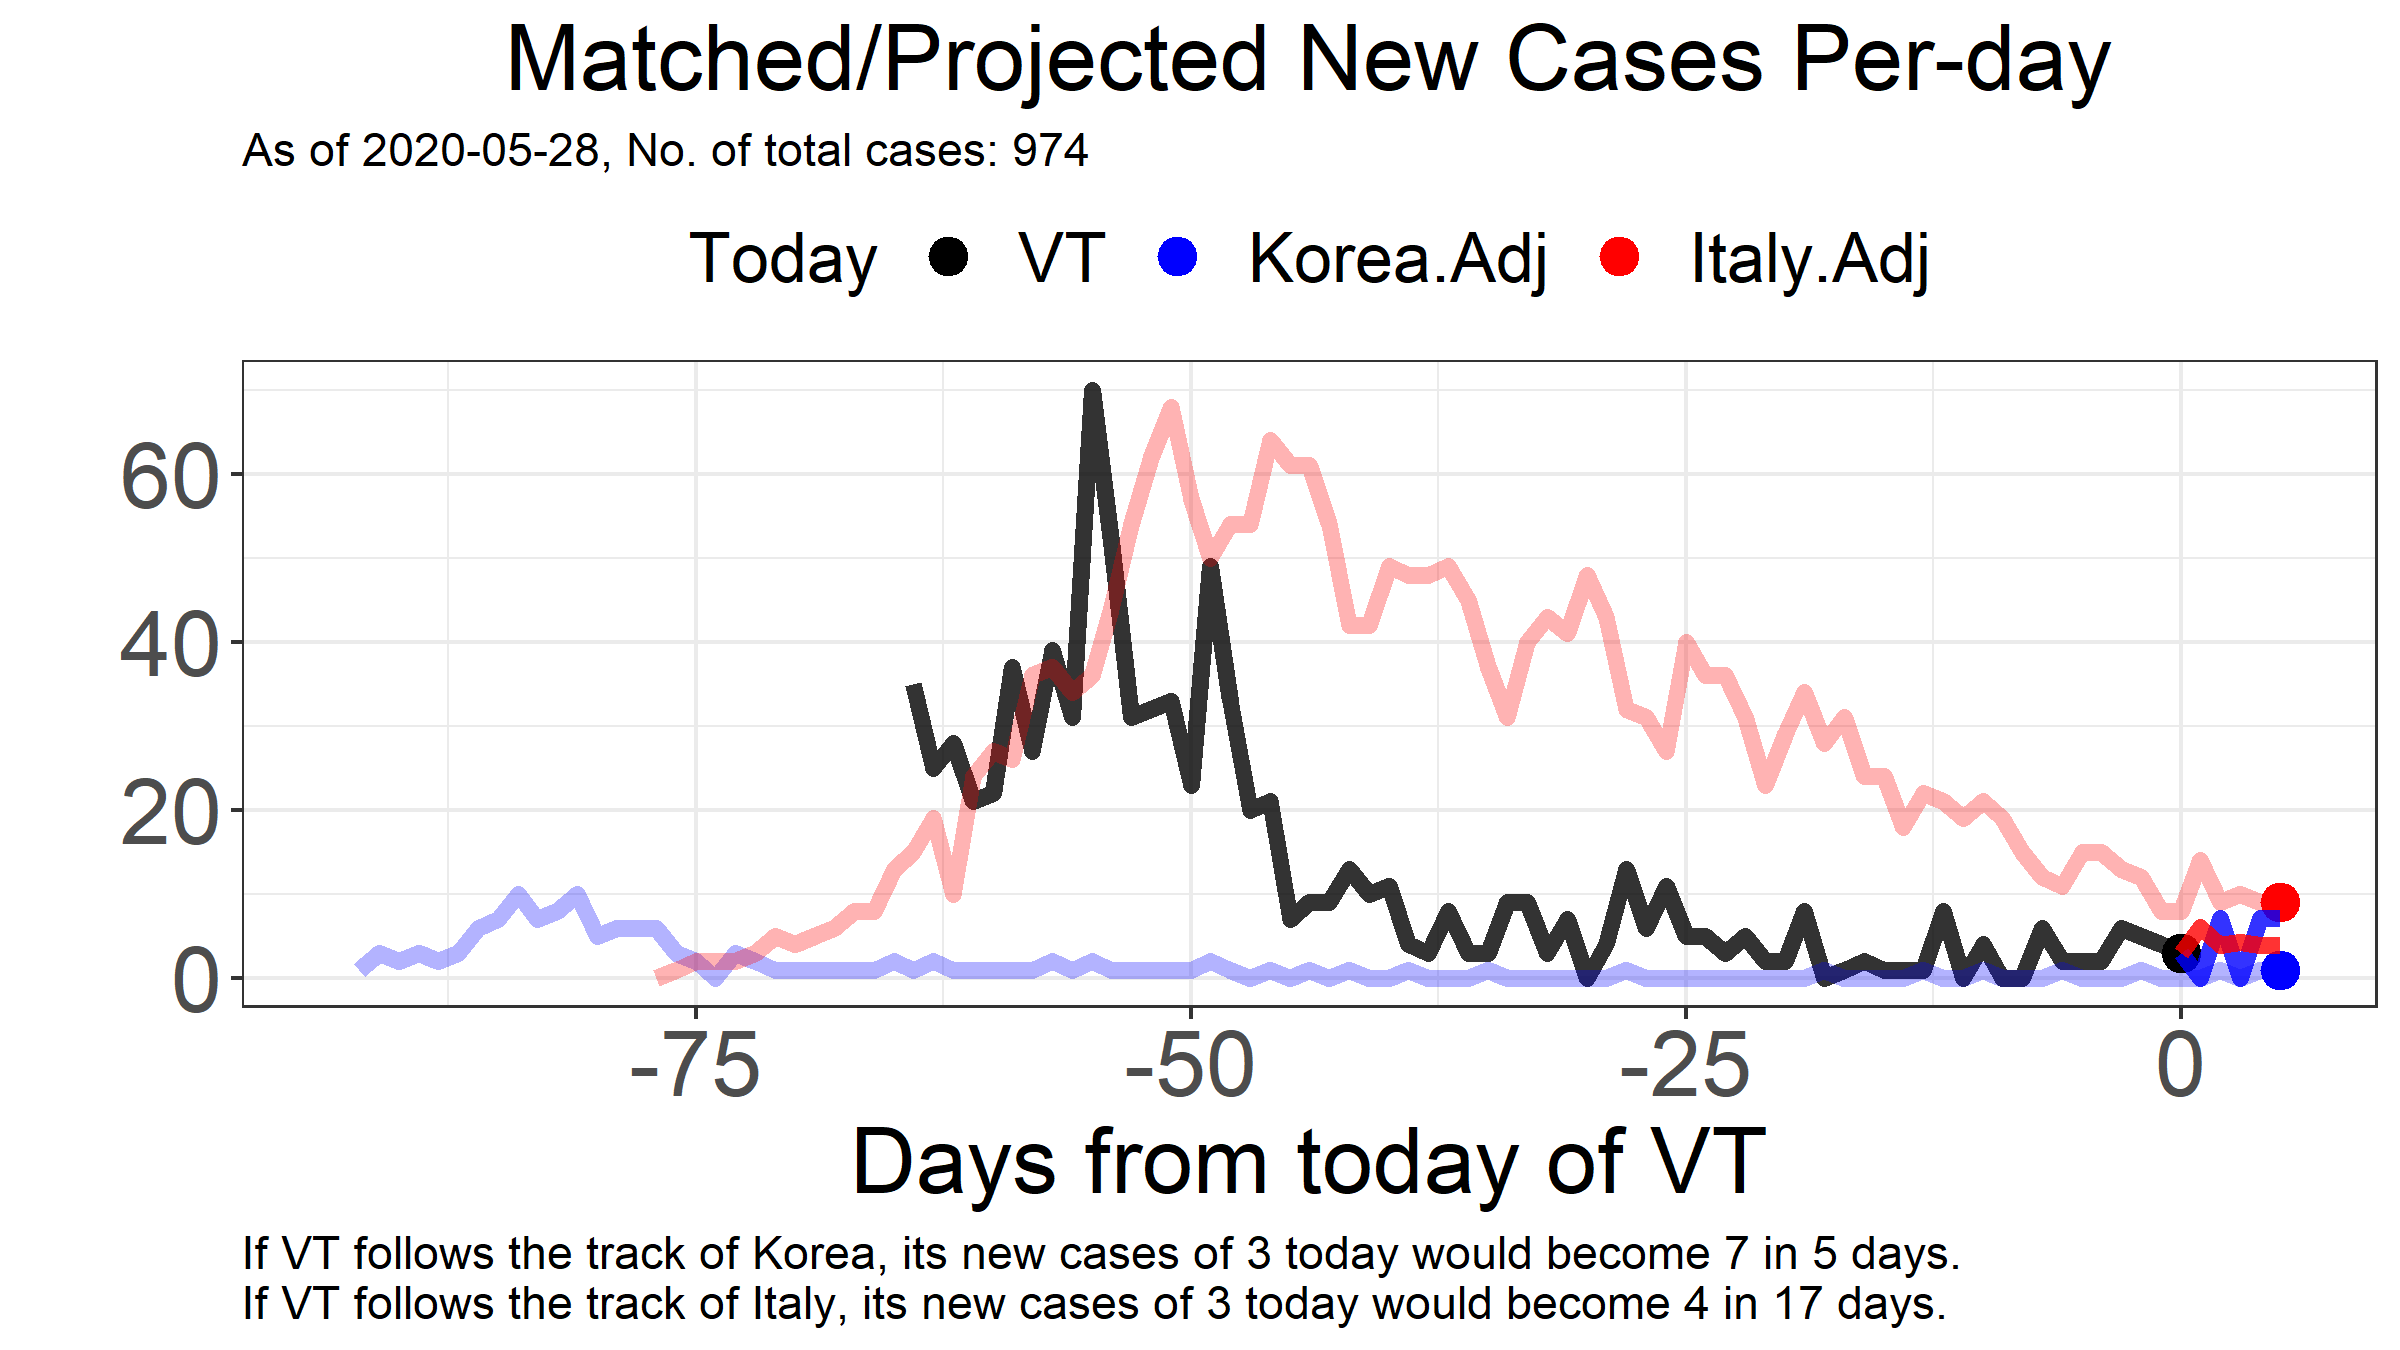 Matched/Projected New Cases Per-day
As of 2020-05-28, No. of total cases: 974
Today VT Korea.Adj Italy.Adj
60
40
20
0
-75 -50 -25 0
Days from today of VT
If VT follows the track of Korea, its new cases of 3 today would become 7 in 5 days.
If VT follows the track of Italy, its new cases of 3 today would become 4 in 17 days.